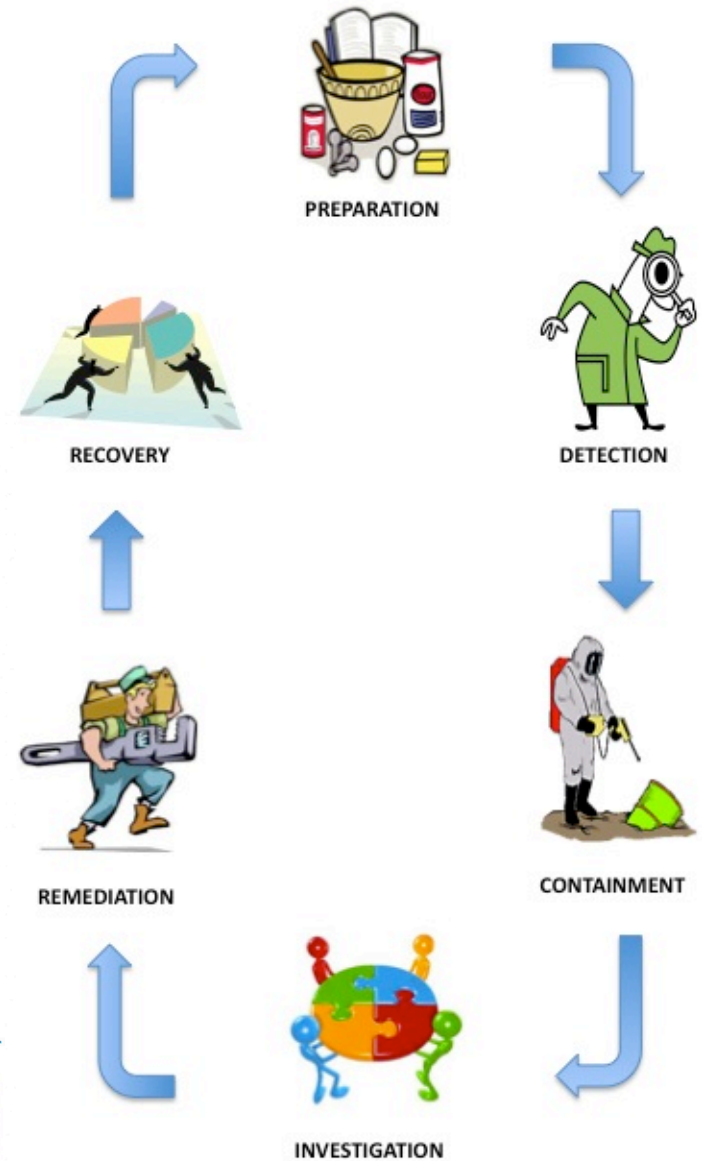 PREPARATION
DETECTION
CONTAINMENT
INVESTIGATION
REMEDIATION
RECOVERY